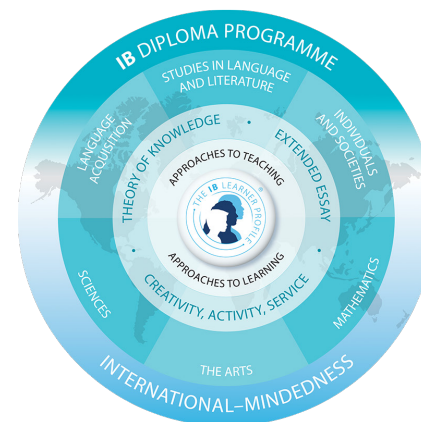 IB DIPLOMA PROGRAMME
STUDIES IN LANGUAGE
AND LITERATURE
LANGUAGE
ACQUISITION
INDIVIDUALS
AND SOCIETIES
THEORY OF KNOWLEDGE
EXTENDED ESSAY
APPROACHES TO TEACHING
THE IB LEARNER PROFILE
®
APPROACHES TO LEARNING
CREATIVITY, ACTIVITY, SERVICE
SCIENCES
MATHEMATICS
THE ARTS
INTERNATIONAL–MINDEDNESS